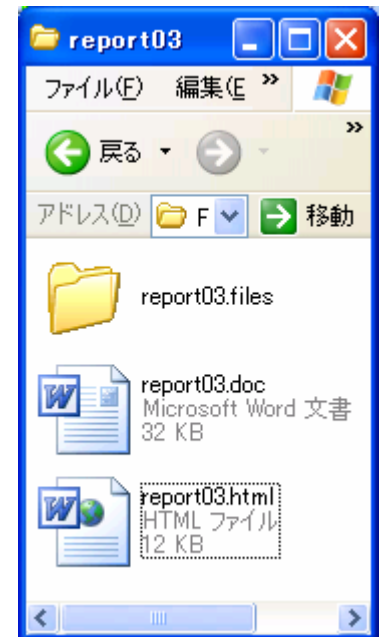 report03
ファイル(F) 編集(E »
戻る »
アドレス(D) F 移動
report03.files
report03.doc
Microsoft Word 文書
32 KB
report03.html
HTML ファイル
12 KB